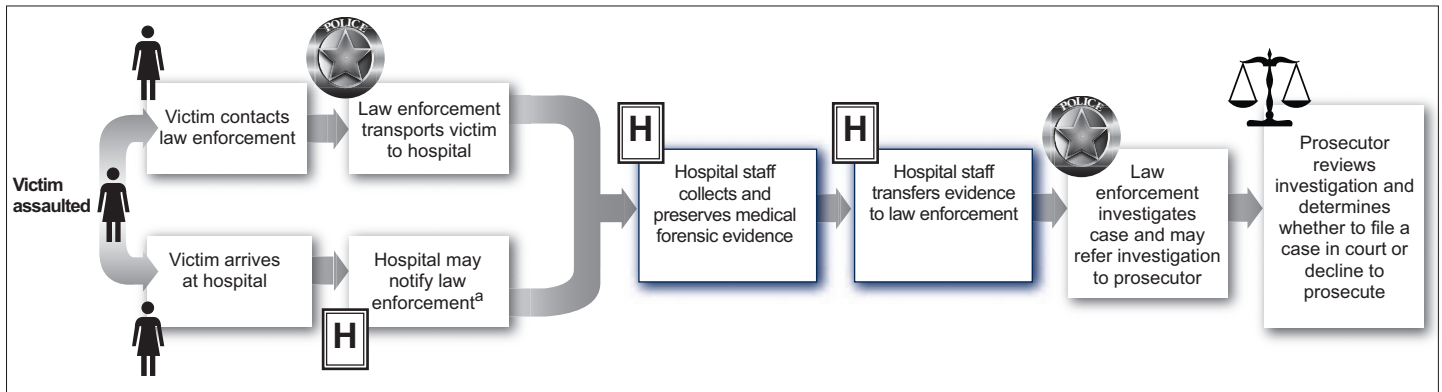 Victim
assaulted
POLICE
Victim contacts
law enforcement
Law enforcement
transports victim
to hospital
Victim arrives
at hospital
Hospital may
notify law
enforcementa
H
H
Hospital staff
collects and
preserves medical
forensic evidence
H
Hospital staff
transfers evidence
to law enforcement
POLICE
Law
enforcement
investigates
case and may
refer investigation
to prosecutor
Prosecutor
reviews
investigation and
determines
whether to file a
case in court or
decline to
prosecute